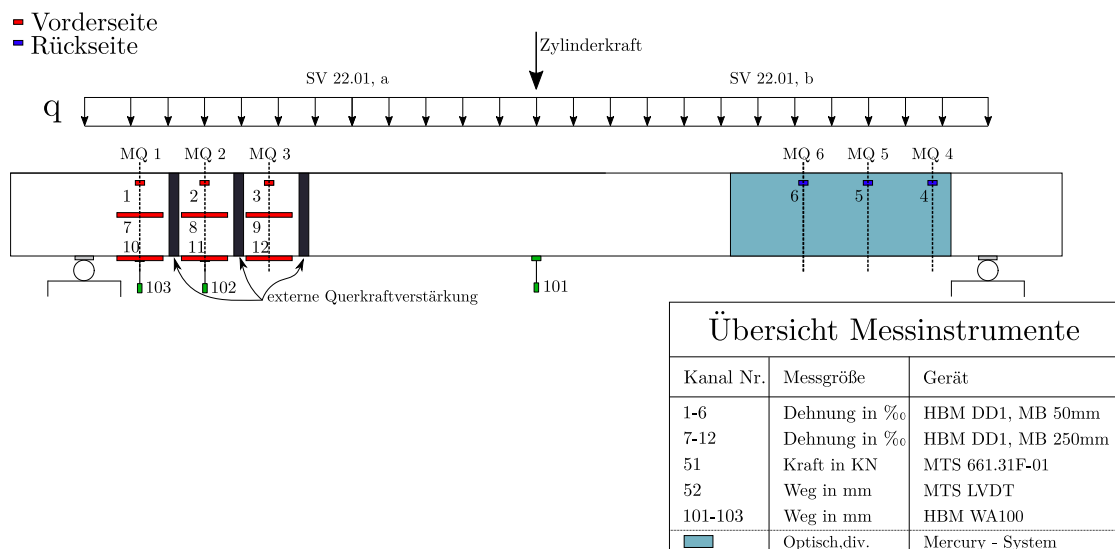 Vorderseite
Rückseite
Zylinderkraft
SV 22.01, a
SV 22.01, b
q
MQ 1
MQ 2
MQ 3
MQ 6
MQ 5
MQ 4
1
2
3
6
5
4
7
8
9
10
11
12
103
102
101
externe Querkraftverstärkung
Übersicht Messinstrumente
Kanal Nr. Messgröße Gerät
1-6 Dehnung in ‰ HBM DD1, MB 50mm
7-12 Dehnung in ‰ HBM DD1, MB 250mm
51 Kraft in KN MTS 661.31F-01
52 Weg in mm MTS LVDT
101-103 Weg in mm HBM WA100
Optisch,div. Mercury - System